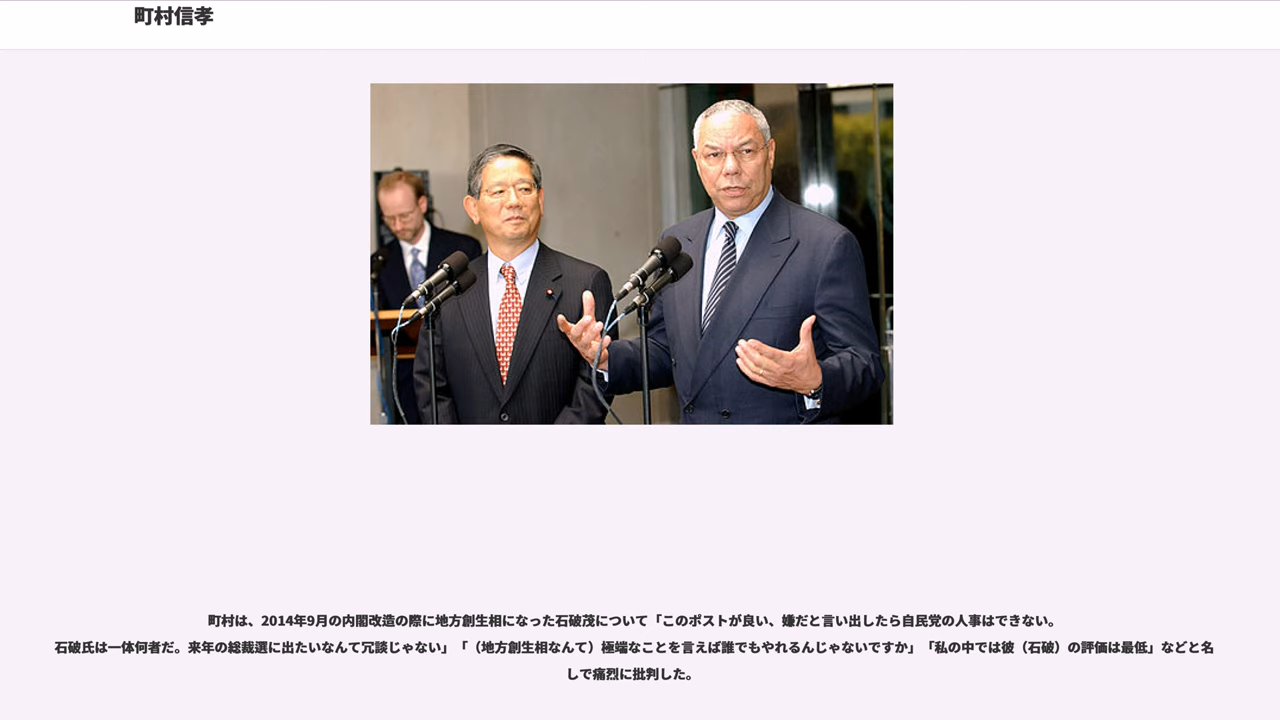 町村信孝
町村は、2014年9月の内閣改造の際に地方創生相になった石破茂について「このポストが良い、嫌だと言い出したら自民党の人事はできない。
石破氏は一体何者だ。来年の総裁選に出たいなんて冗談じゃない」「（地方創生相なんて）極端なことを言えば誰でもやれるんじゃないですか」「私の中では彼（石破）の評価は最低」などと名
しで痛烈に批判した。